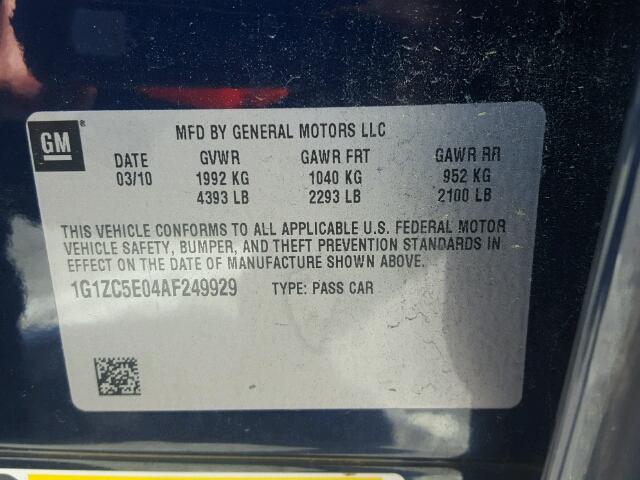 GM ®
MFD BY GENERAL MOTORS LLC
DATE GVWR GAWR FRT GAWR RR
03/10 1992 KG 1040 KG 952 KG
4393 LB 2293 LB 2100 LB
THIS VEHICLE CONFORMS TO ALL APPLICABLE U.S. FEDERAL MOTOR
VEHICLE SAFETY, BUMPER, AND THEFT PREVENTION STANDARDS IN
EFFECT ON THE DATE OF MANUFACTURE SHOWN ABOVE.
1G1ZC5E04AF249929 TYPE: PASS CAR